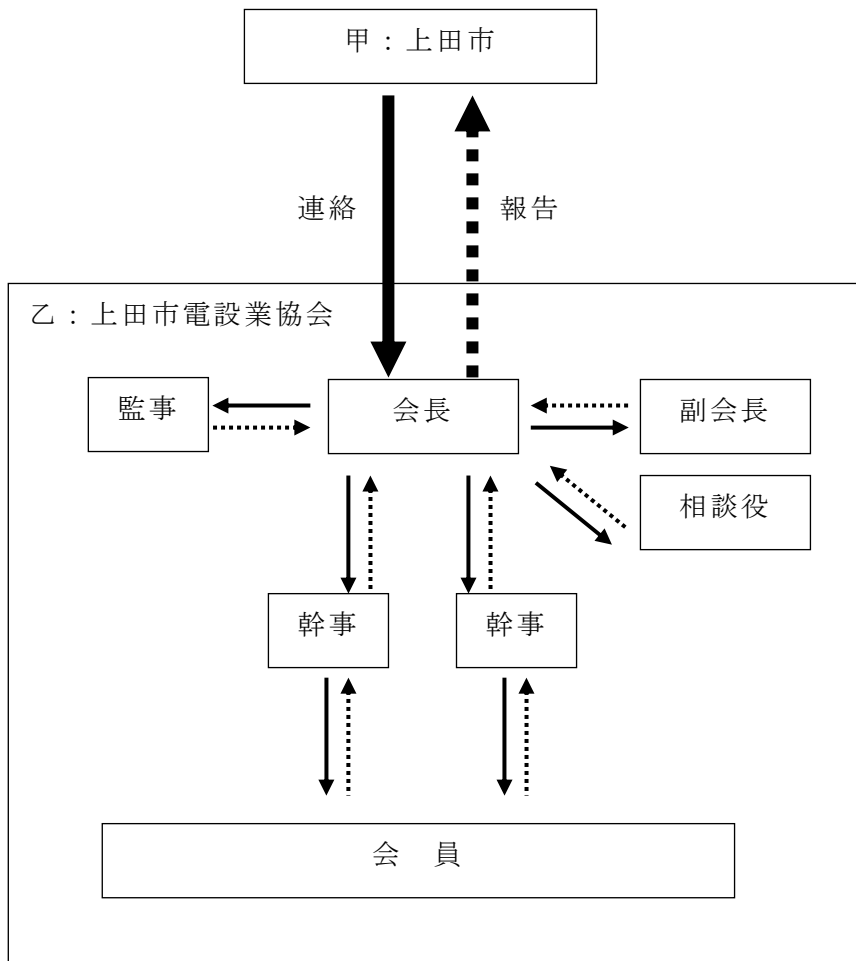 甲：上田市
連絡
報告
乙：上田市電設業協会
監事
会長
副会長
相談役
幹事
幹事
会　員